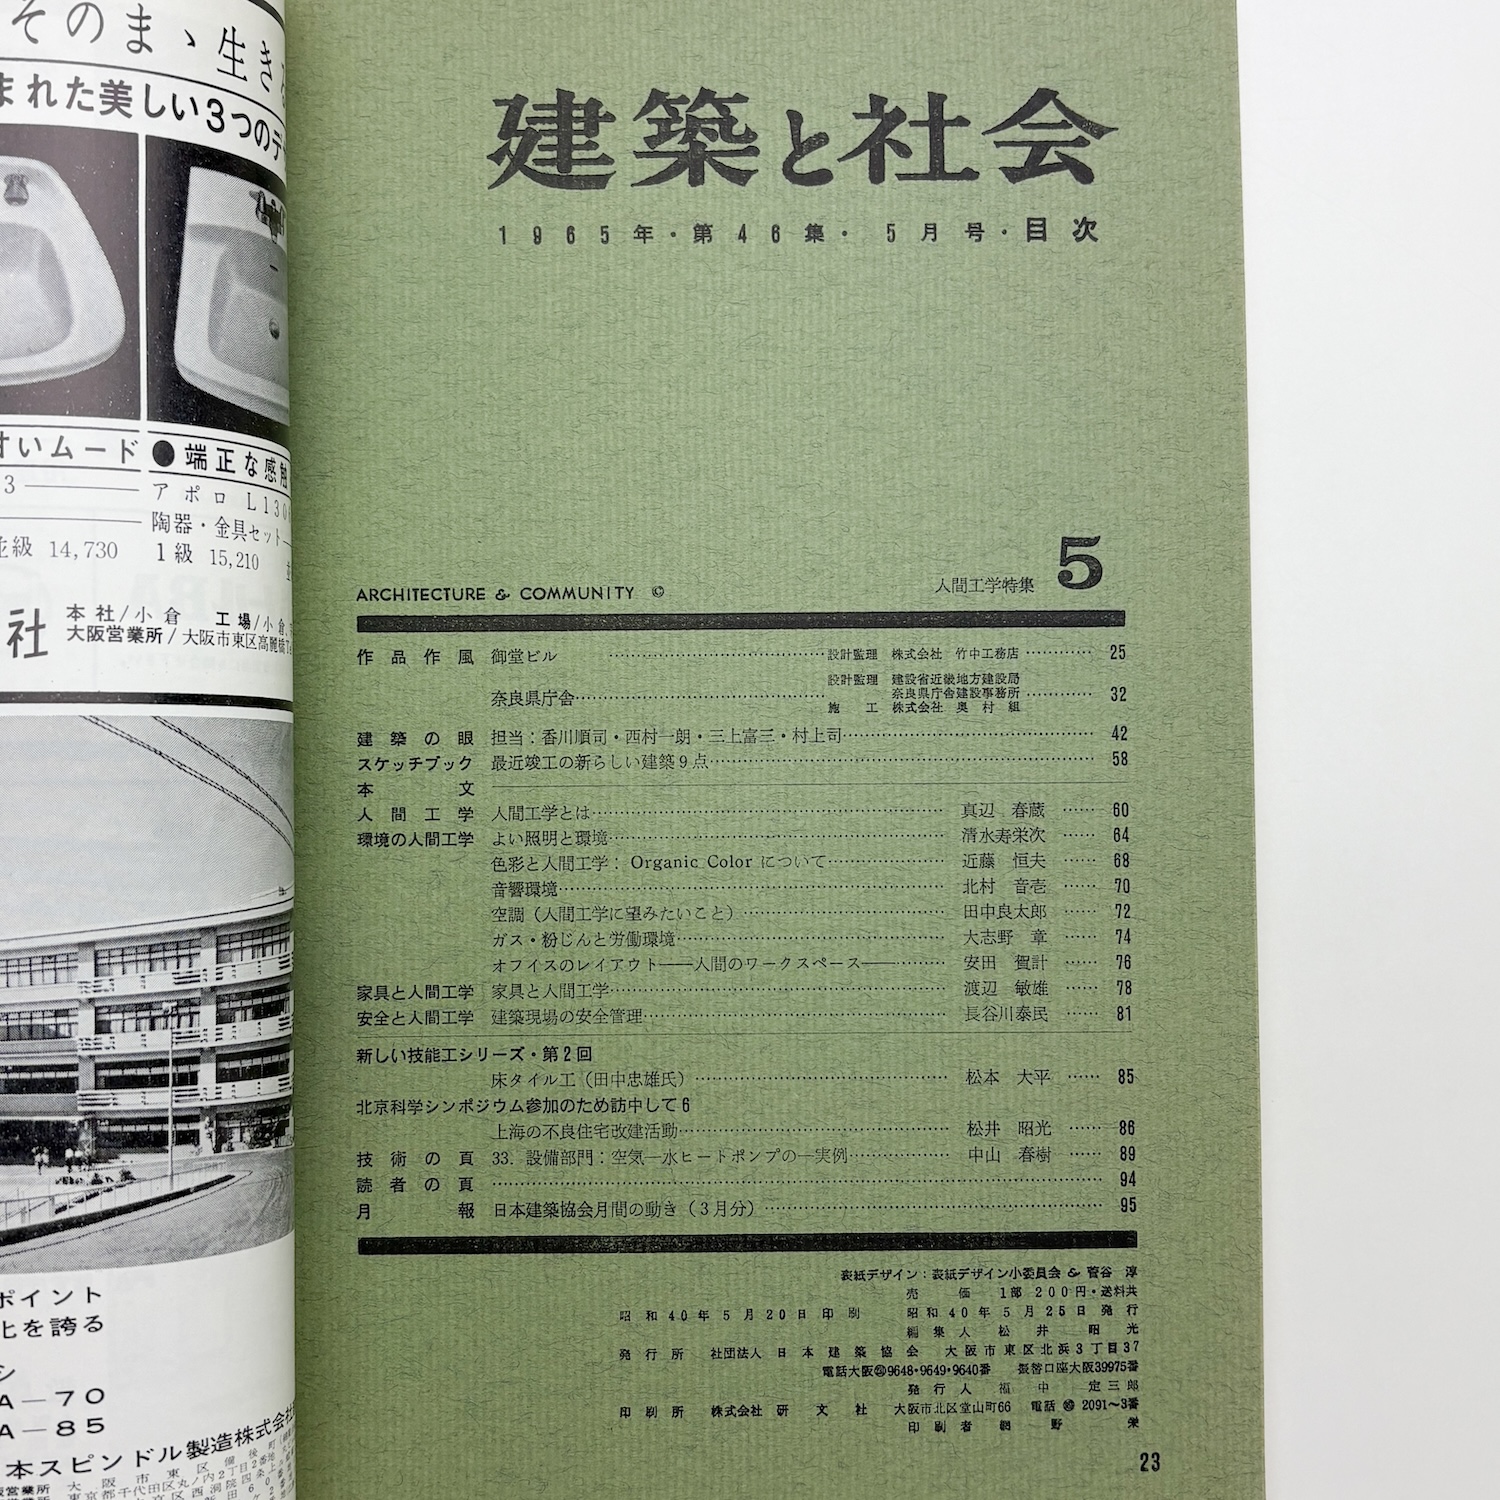 そのまゝ生き
まれた美しい3つのデ
いムード
●端正な感触
3
アポロ L130
陶器・金具セット
並級 14,730
1級 15,210
社
本社/小倉 工場/小倉
大阪営業所/大阪市東区高麗橋
ポイント
を誇る
シ
A—70
A—85
本スピンドル製造株式会社
建築と社会
1965年・第46集・5月号・目次
ARCHITECTURE & COMMUNITY ©
人間工学特集 5
作品作風 御堂ビル……設計監理 株式会社 竹中工務店……25
設計監理 建設省近畿地方建設局
奈良県庁舎……奈良県庁舎建設事務所……32
施工 株式会社 奥村組
建築の眼 担当:香川順司・西村一朗・三上富三・村上司……42
スケッチブック 最近竣工の新らしい建築9点……58
本文
人間工学 人間工学とは……真辺 春蔵……60
環境の人間工学 よい照明と環境……清水寿栄次……64
色彩と人間工学: Organic Color について……近藤 恒夫……68
音響環境……北村 音壱……70
空調(人間工学に望みたいこと)……田中良太郎……72
ガス・粉じんと労働環境……大志野 章……74
オフィスのレイアウト——人間のワークスペース——……安田 賀計……76
家具と人間工学 家具と人間工学……渡辺 敏雄……78
安全と人間工学 建築現場の安全管理……長谷川泰民……81
新しい技能工シリーズ・第2回
床タイル工(田中忠雄氏)……松本 大平……85
北京科学シンポジウム参加のため訪中して6
上海の不良住宅改建活動……松井 昭光……86
技術の頁 33. 設備部門:空気—水ヒートポンプの一実例……中山 春樹……89
読者の頁……94
月報 日本建築協会月間の動き(3月分)……95
表紙デザイン:表紙デザイン小委員会 & 菅谷 淳
売価 1部 200円・送料共
昭和40年5月20日印刷 昭和40年5月25日発行
編集人 松井 昭光
発行所 社団法人 日本建築協会 大阪市東区北浜3丁目37
電話大阪 9648・9649・9640番 振替口座大阪39975番
発行人 福中 定三郎
印刷所 株式会社 研文社 大阪市北区堂山町66 電話 2091〜3番
印刷者 網野 栄
23